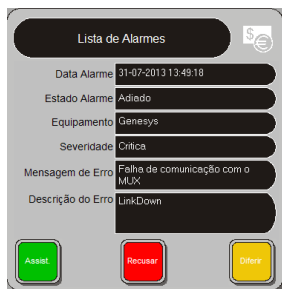 Lista de Alarmes
$€
Data Alarme 31-07-2013 13:49:18
Estado Alarme Adiado
Equipamento Genesys
Severidade Critica
Mensagem de Erro Falha de comunicação com o
MUX
Descrição do Erro LinkDown
Assist. Recusar Diferir